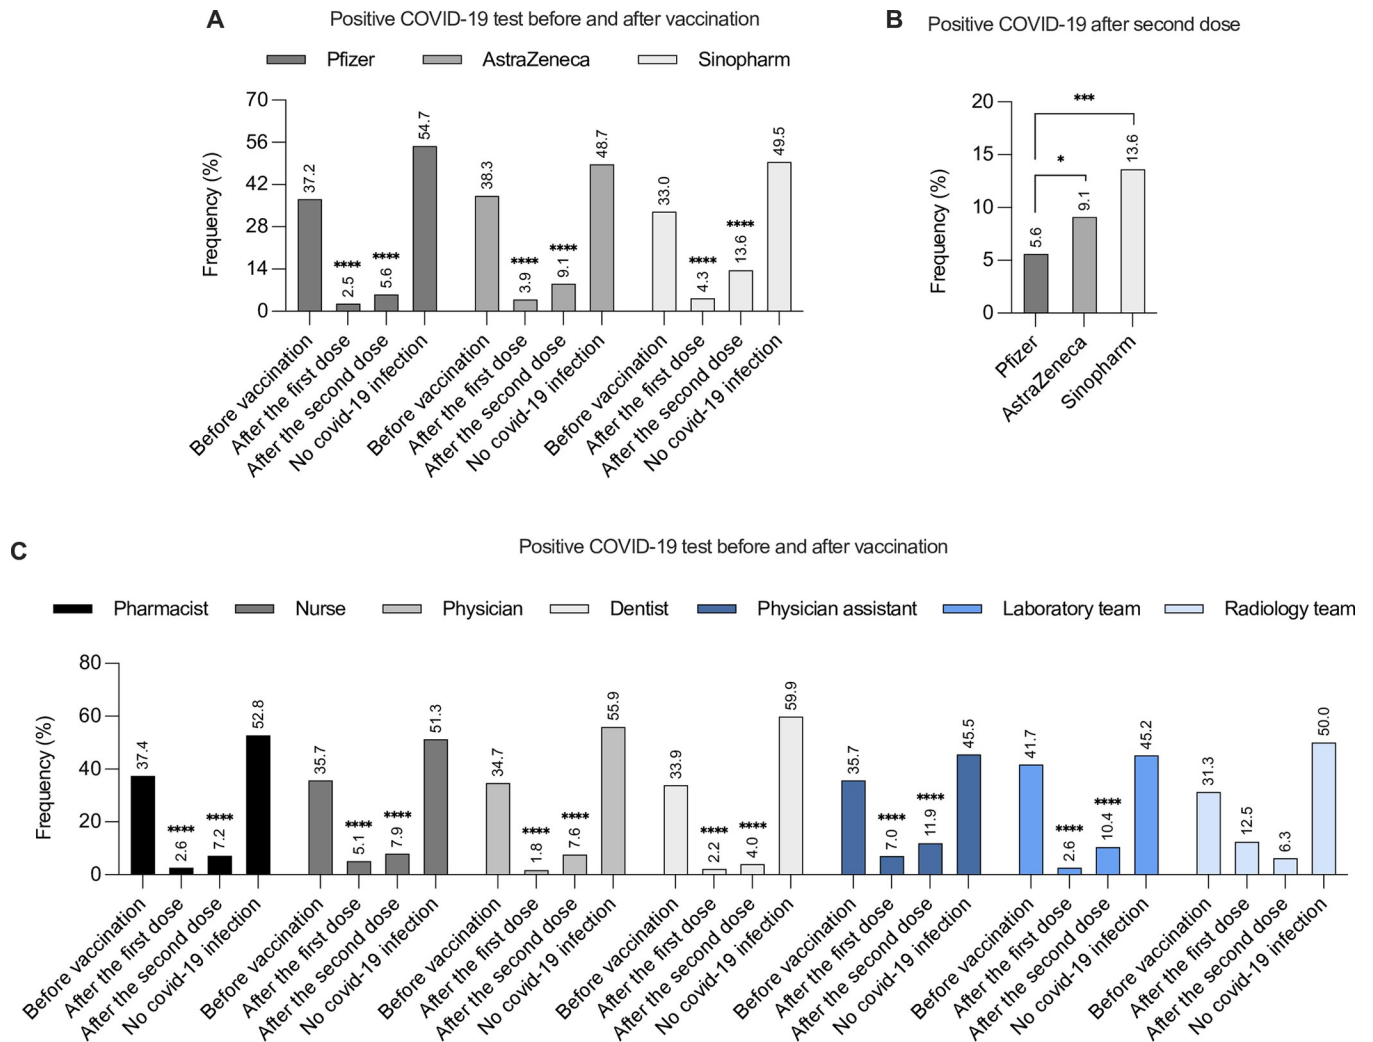 A
Positive COVID-19 test before and after vaccination
Pfizer AstraZeneca Sinopharm
Frequency (%)
70
56
42
28
14
0
37.2 **** 2.5 **** 5.6 54.7 38.3 **** 3.9 **** 9.1 48.7 33.0 **** 4.3 **** 13.6 49.5
Before vaccination
After the first dose
After the second dose
No covid-19 infection
Before vaccination
After the first dose
After the second dose
No covid-19 infection
Before vaccination
After the first dose
After the second dose
No covid-19 infection
B
Positive COVID-19 after second dose
Frequency (%)
20
15
10
5
0
***
*
5.6 9.1 13.6
Pfizer
AstraZeneca
Sinopharm
C
Positive COVID-19 test before and after vaccination
Pharmacist Nurse Physician Dentist Physician assistant Laboratory team Radiology team
Frequency (%)
80
60
40
20
0
37.4 **** 2.6 **** 7.2 52.8 35.7 **** 5.1 **** 7.9 51.3 34.7 **** 1.8 **** 7.6 55.9 33.9 **** 2.2 **** 4.0 59.9 35.7 **** 7.0 **** 11.9 45.5 41.7 **** 2.6 **** 10.4 45.2 31.3 12.5 6.3 50.0
Before vaccination
After the first dose
After the second dose
No covid-19 infection
Before vaccination
After the first dose
After the second dose
No covid-19 infection
Before vaccination
After the first dose
After the second dose
No covid-19 infection
Before vaccination
After the first dose
After the second dose
No covid-19 infection
Before vaccination
After the first dose
After the second dose
No covid-19 infection
Before vaccination
After the first dose
After the second dose
No covid-19 infection
Before vaccination
After the first dose
After the second dose
No covid-19 infection